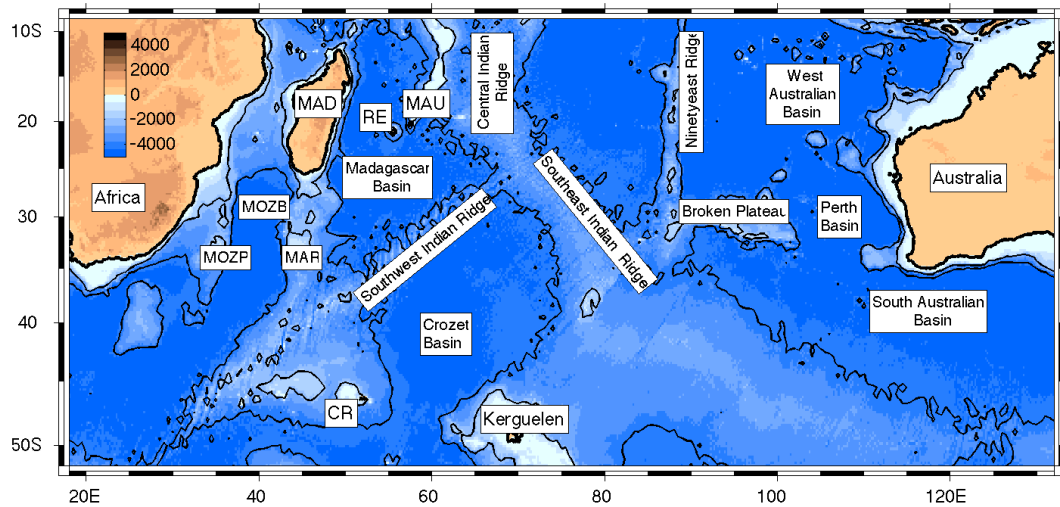 10S
20
30
40
50S
4000
2000
0
-2000
-4000
Africa
MAD
RE
MAU
Central Indian
Ridge
Ninetyeast Ridge
West
Australian
Basin
Madagascar
Basin
MOZB
MOZP
MAR
Southwest Indian Ridge
Southeast Indian Ridge
Broken Plateau
Perth
Basin
Australia
South Australian
Basin
Crozet
Basin
CR
Kerguelen
20E
40
60
80
100
120E